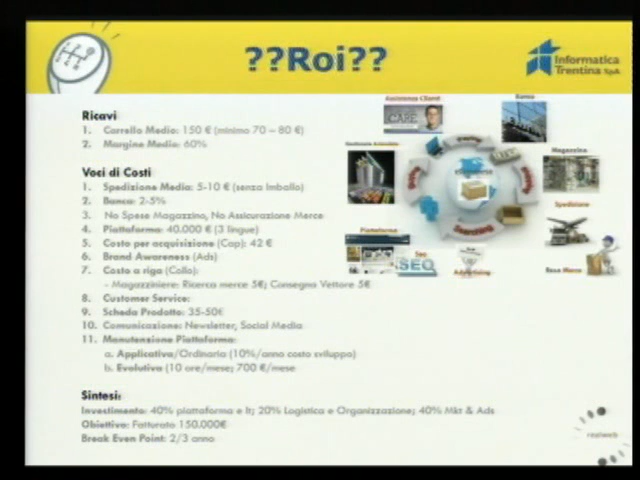 ??Roi??
Informatica
Trentina SpA
Ricavi
1. Carrello Medio: 150 € (minimo 70 – 80 €)
2. Margine Medio: 60%
Voci di Costi
1. Spedizione Media: 5-10 € (senza Imballo)
2. Banca: 2-5%
3. No Spese Magazzino, No Assicurazione Merce
4. Piattaforma: 40.000 € (3 lingue)
5. Costo per acquisizione (Cap): 42 €
6. Brand Awareness (Ads)
7. Costo a riga (Collo):
- Magazziniere: Ricerca merce 5€; Consegna Vettore 5€
8. Customer Service:
9. Scheda Prodotto: 35-50€
10. Comunicazione: Newsletter, Social Media
11. Manutenzione Piattaforma:
a. Applicativa/Ordinaria (10%/anno costo sviluppo)
b. Evolutiva (10 ore/mese; 700 €/mese
Sintesi:
Investimento: 40% piattaforma e It; 20% Logistica e Organizzazione; 40% Mkt & Ads
Obiettivo: Fatturato 150.000€
Break Even Point: 2/3 anno
Assistenza Clienti
CARE
Banca
Magazzino
Spedizione
Piattaforma
Seo
SEO
Advertising
Reso Merce
realweb